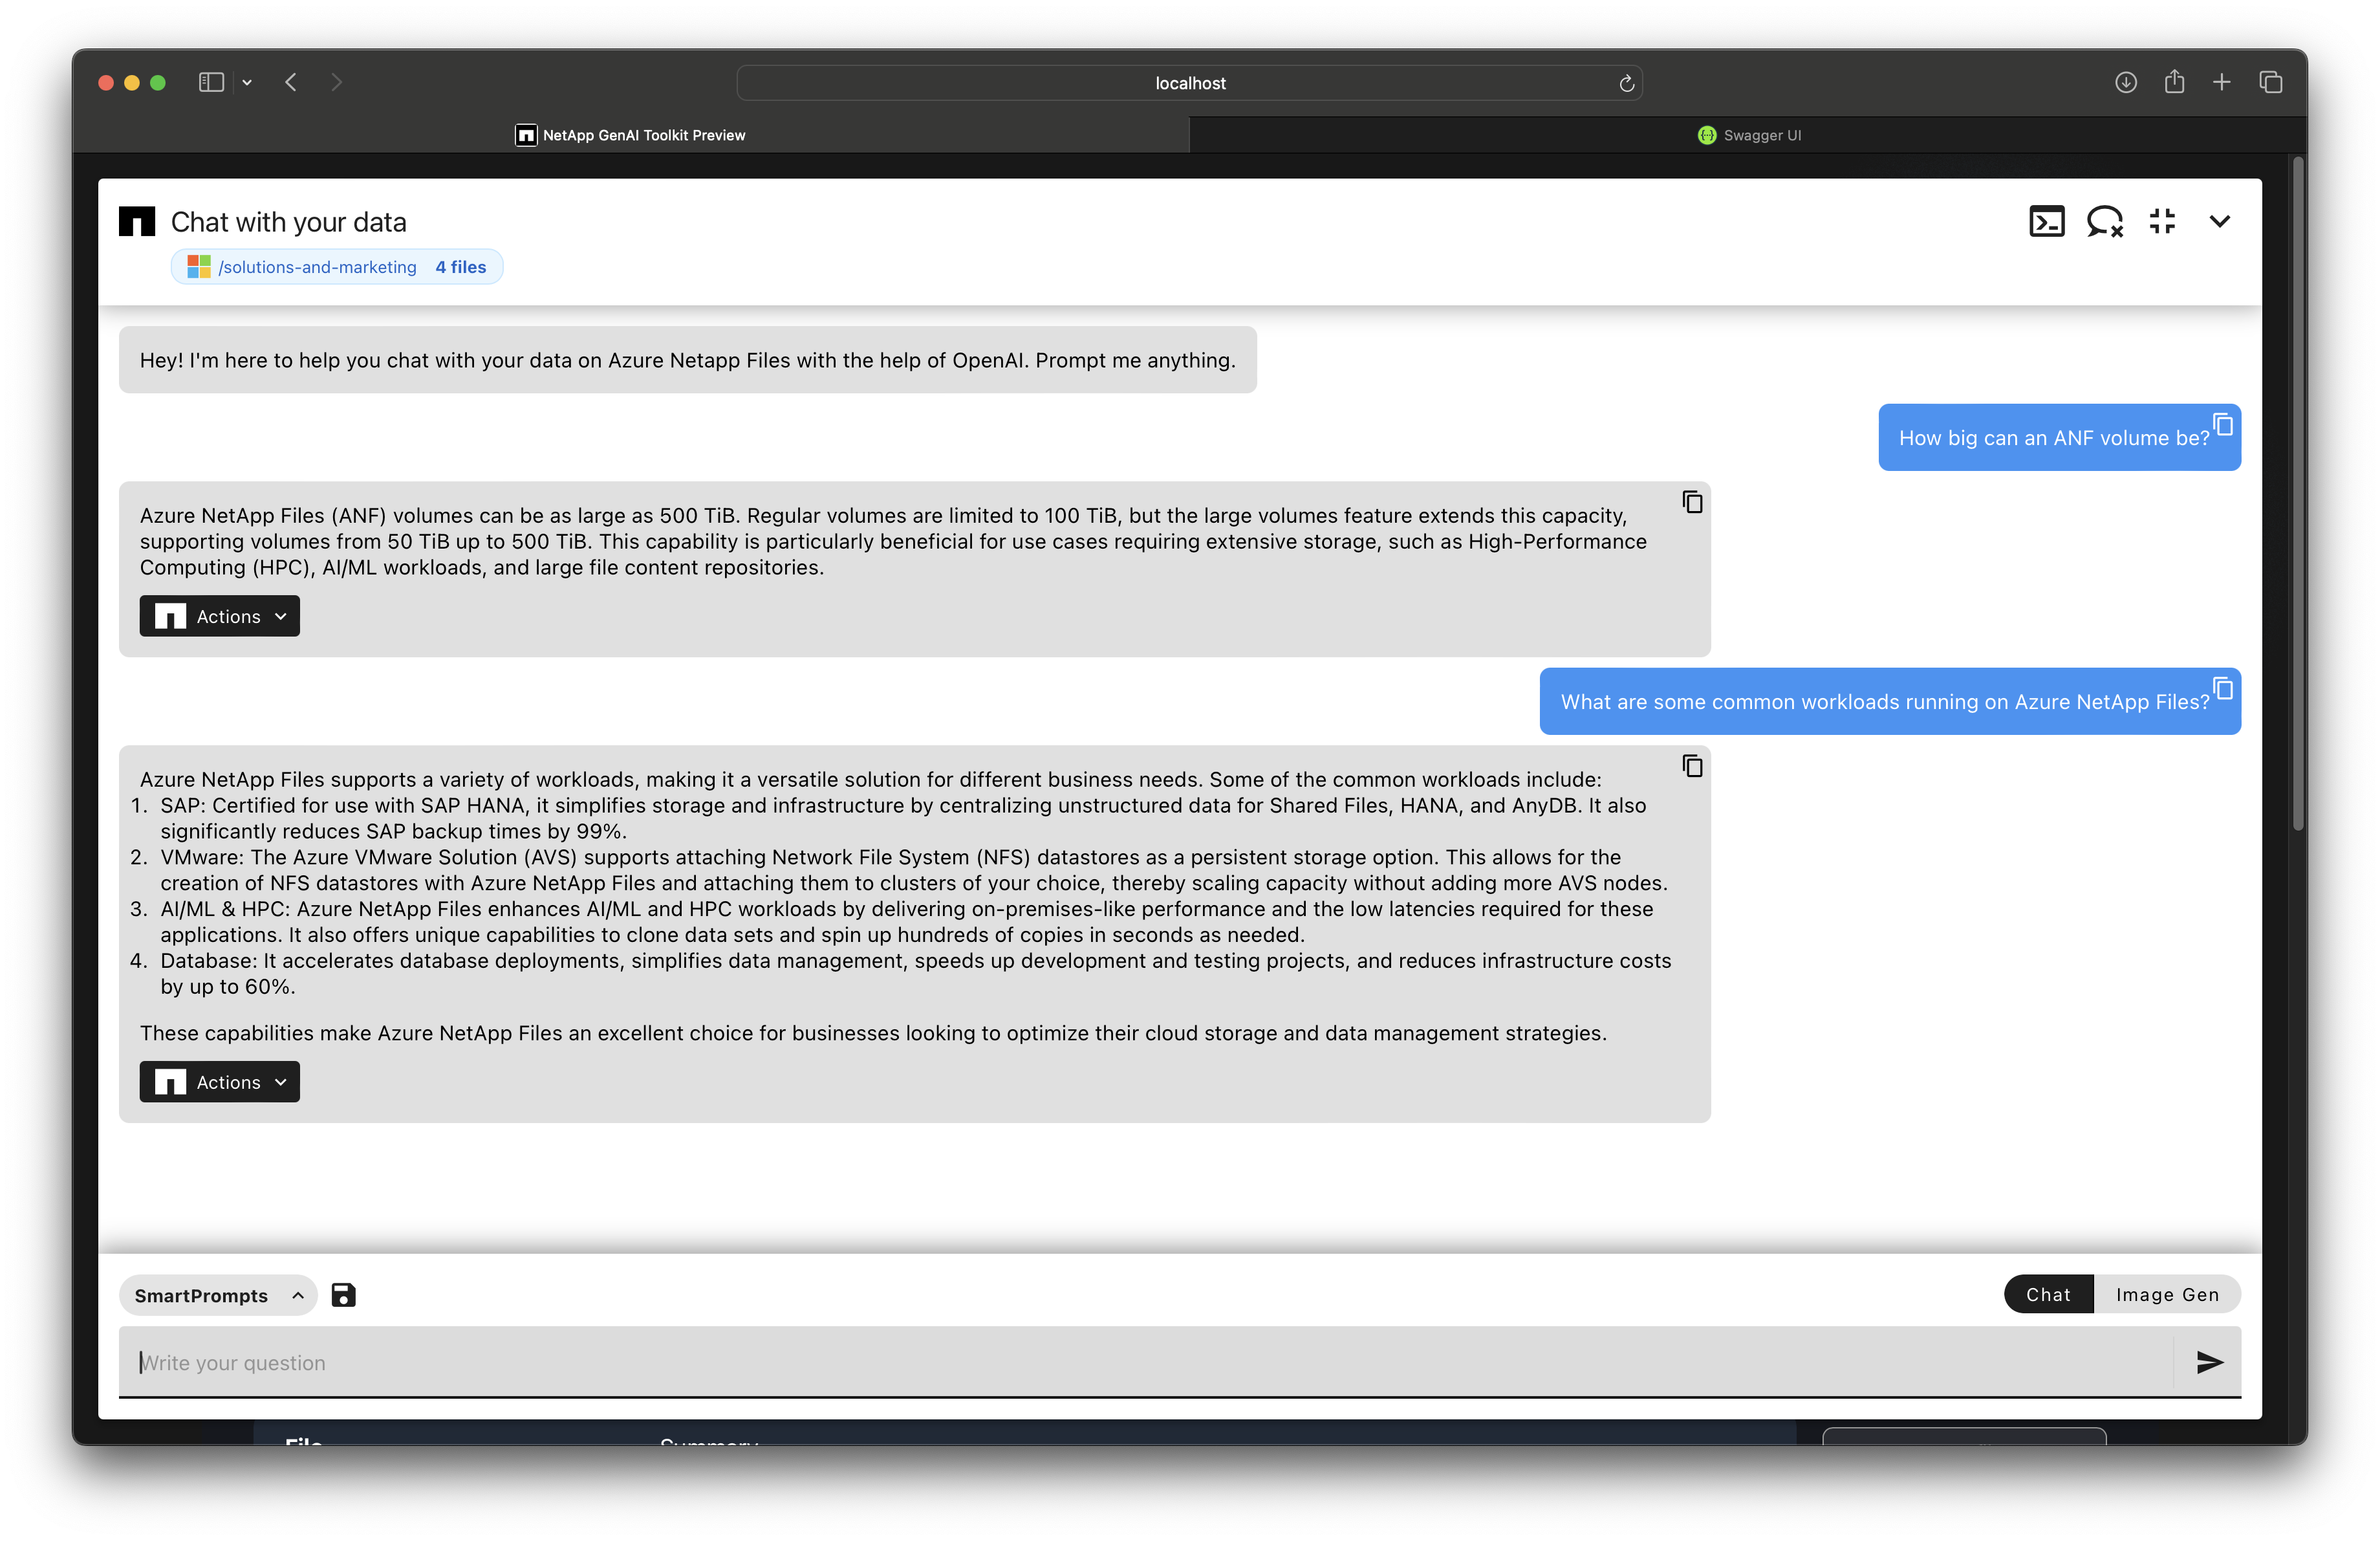 localhost
NetApp GenAI Toolkit Preview
Swagger UI
Chat with your data
/solutions-and-marketing 4 files
Hey! I'm here to help you chat with your data on Azure Netapp Files with the help of OpenAI. Prompt me anything.
How big can an ANF volume be?
Azure NetApp Files (ANF) volumes can be as large as 500 TiB. Regular volumes are limited to 100 TiB, but the large volumes feature extends this capacity,
supporting volumes from 50 TiB up to 500 TiB. This capability is particularly beneficial for use cases requiring extensive storage, such as High-Performance
Computing (HPC), AI/ML workloads, and large file content repositories.
Actions
What are some common workloads running on Azure NetApp Files?
Azure NetApp Files supports a variety of workloads, making it a versatile solution for different business needs. Some of the common workloads include:
1. SAP: Certified for use with SAP HANA, it simplifies storage and infrastructure by centralizing unstructured data for Shared Files, HANA, and AnyDB. It also
significantly reduces SAP backup times by 99%.
2. VMware: The Azure VMware Solution (AVS) supports attaching Network File System (NFS) datastores as a persistent storage option. This allows for the
creation of NFS datastores with Azure NetApp Files and attaching them to clusters of your choice, thereby scaling capacity without adding more AVS nodes.
3. AI/ML & HPC: Azure NetApp Files enhances AI/ML and HPC workloads by delivering on-premises-like performance and the low latencies required for these
applications. It also offers unique capabilities to clone data sets and spin up hundreds of copies in seconds as needed.
4. Database: It accelerates database deployments, simplifies data management, speeds up development and testing projects, and reduces infrastructure costs
by up to 60%.
These capabilities make Azure NetApp Files an excellent choice for businesses looking to optimize their cloud storage and data management strategies.
Actions
SmartPrompts
Chat Image Gen
Write your question
File Summary